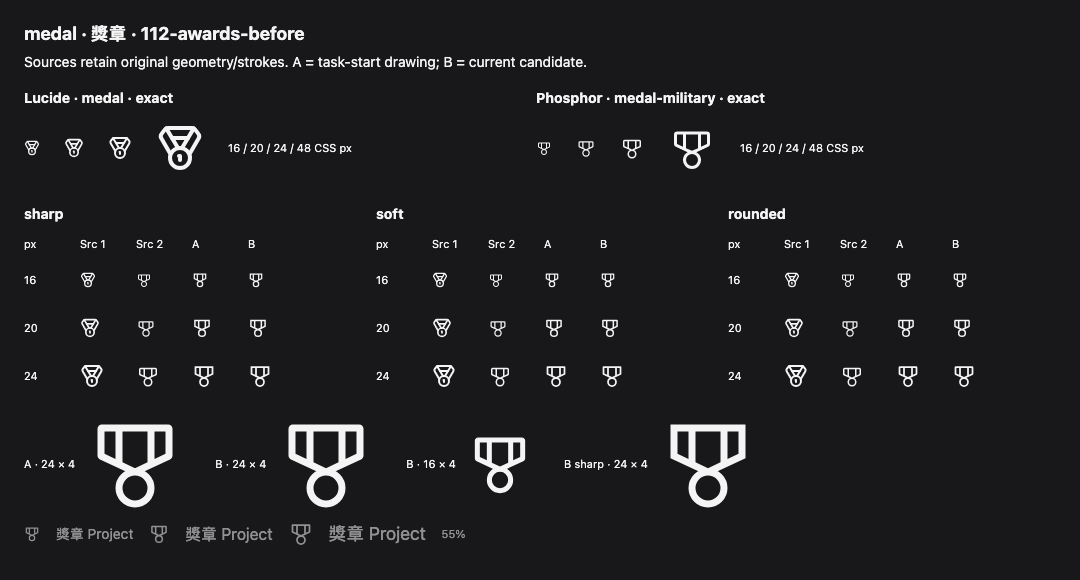 medal · 獎章 · 112-awards-before
Sources retain original geometry/strokes. A = task-start drawing; B = current candidate.
Lucide · medal · exact
Phosphor · medal-military · exact
16 / 20 / 24 / 48 CSS px
16 / 20 / 24 / 48 CSS px
sharp
soft
rounded
px Src 1 Src 2 A B
px Src 1 Src 2 A B
px Src 1 Src 2 A B
16
16
16
20
20
20
24
24
24
A · 24 × 4
B · 24 × 4
B · 16 × 4
B sharp · 24 × 4
獎章 Project
獎章 Project
獎章 Project
55%